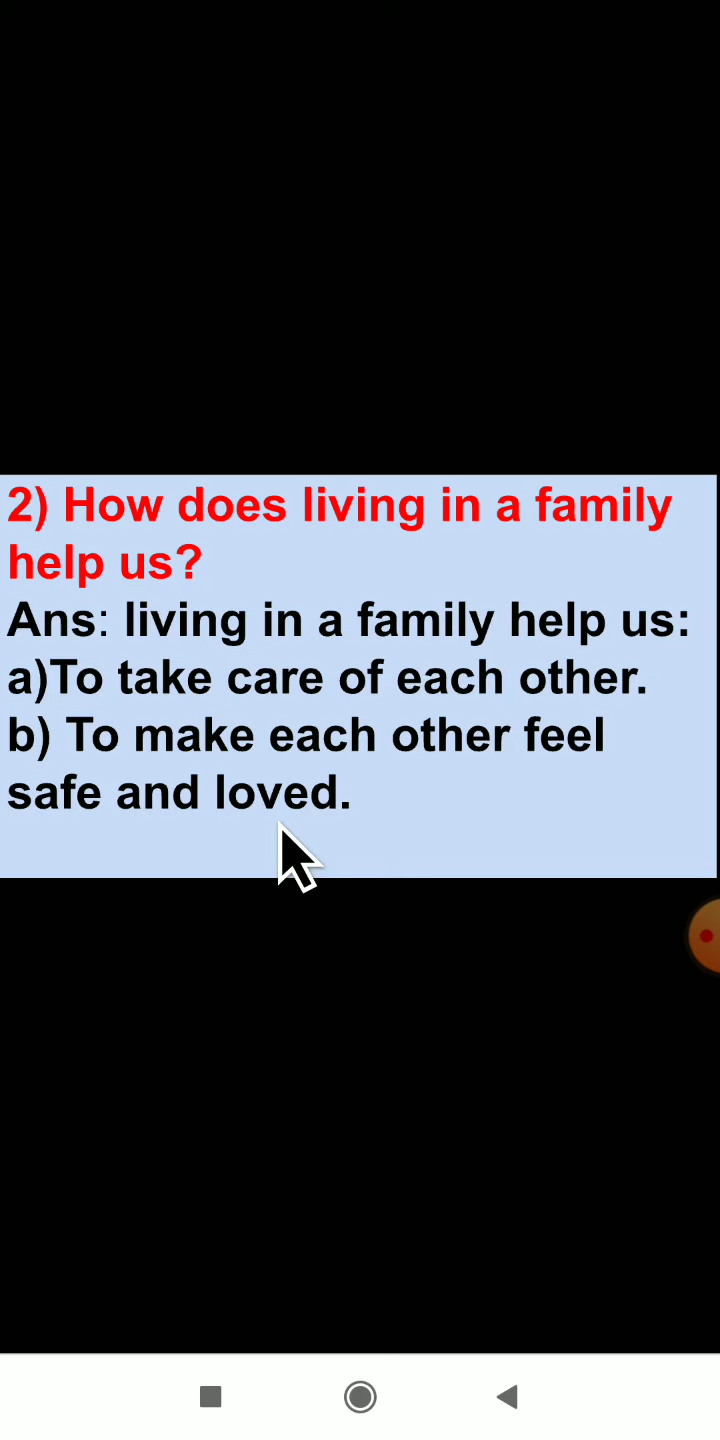 2) How does living in a family
help us?
Ans: living in a family help us:
a)To take care of each other.
b) To make each other feel
safe and loved.